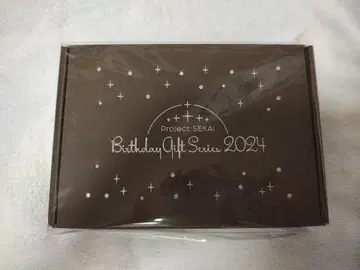 Project SEKAI
Birthday Gift Series 2024